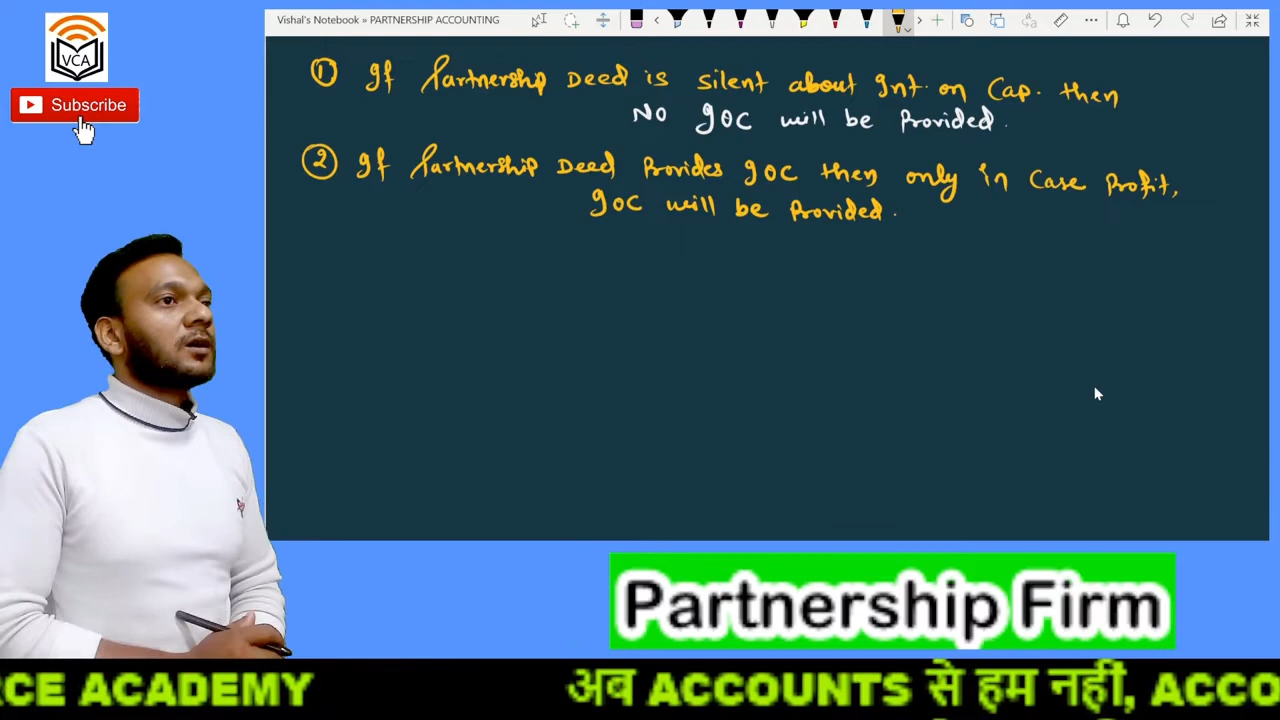 Vishal's Notebook » PARTNERSHIP ACCOUNTING
VCA
Subscribe
① If Partnership Deed is silent about Int. on Cap. then
NO IOC will be Provided.
② If Partnership Deed Provides IOC then only in Case Profit,
IOC will be Provided.
Partnership Firm
RCE ACADEMY अब ACCOUNTS से हम नहीं, ACCO